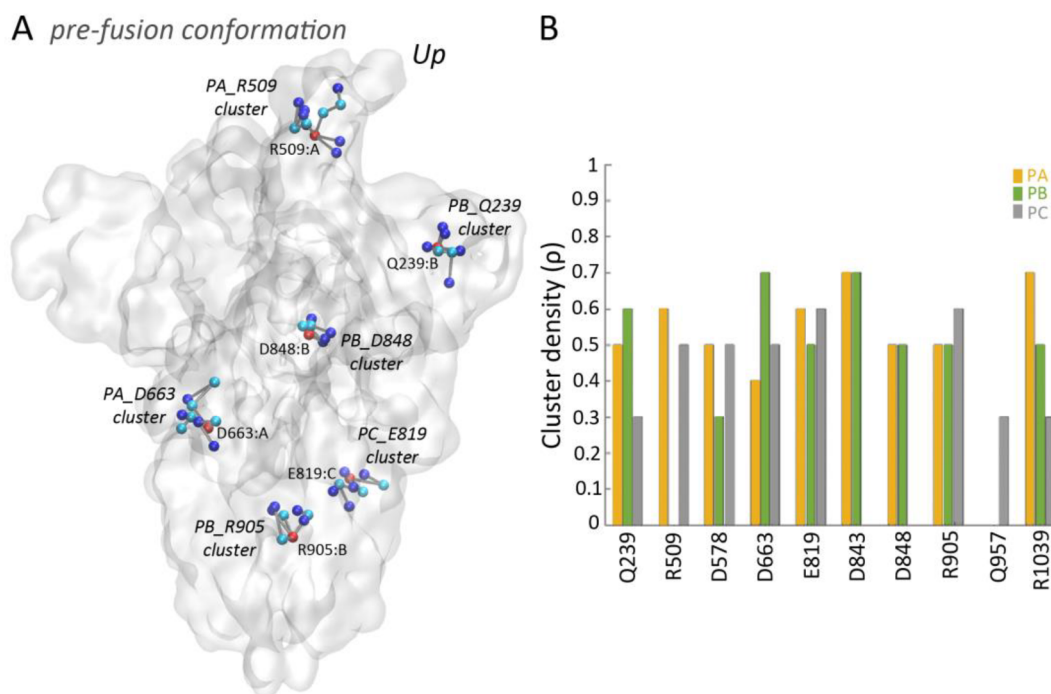 A pre-fusion conformation
Up
PA_R509
cluster
R509:A
PB_Q239
cluster
Q239:B
D848:B
PB_D848
cluster
PA_D663
cluster
D663:A
PC_E819
cluster
E819:C
PB_R905
cluster
R905:B
B
PA
PB
PC
Cluster density (ρ)
1
0.9
0.8
0.7
0.6
0.5
0.4
0.3
0.2
0.1
0
Q239
R509
D578
D663
E819
D843
D848
R905
Q957
R1039